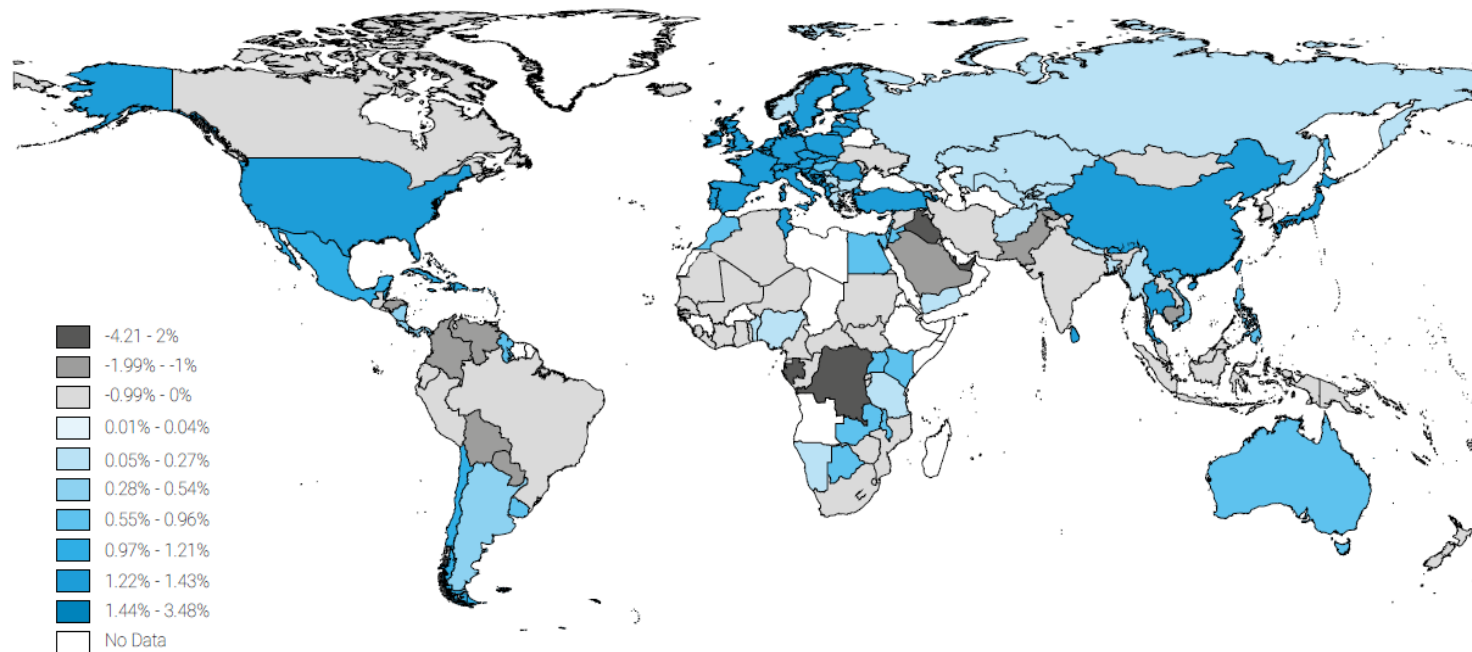 -4.21 - 2%
-1.99% - -1%
-0.99% - 0%
0.01% - 0.04%
0.05% - 0.27%
0.28% - 0.54%
0.55% - 0.96%
0.97% - 1.21%
1.22% - 1.43%
1.44% - 3.48%
No Data